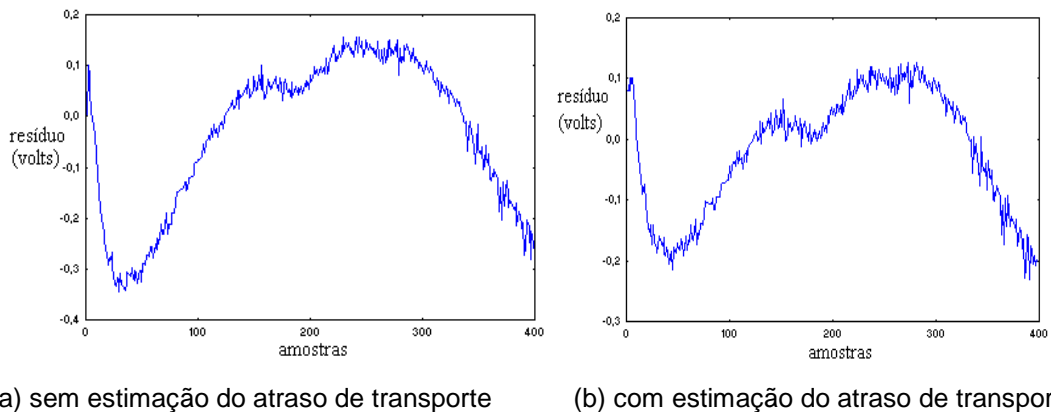 0,2
0,1
0,0
resíduo
(volts)
-0,1
-0,2
-0,3
-0,4
0
100
200
300
400
amostras
0,2
0,1
resíduo
(volts)
0,0
-0,1
-0,2
-0,3
0
100
200
300
400
amostras
a) sem estimação do atraso de transporte
(b) com estimação do atraso de transpor